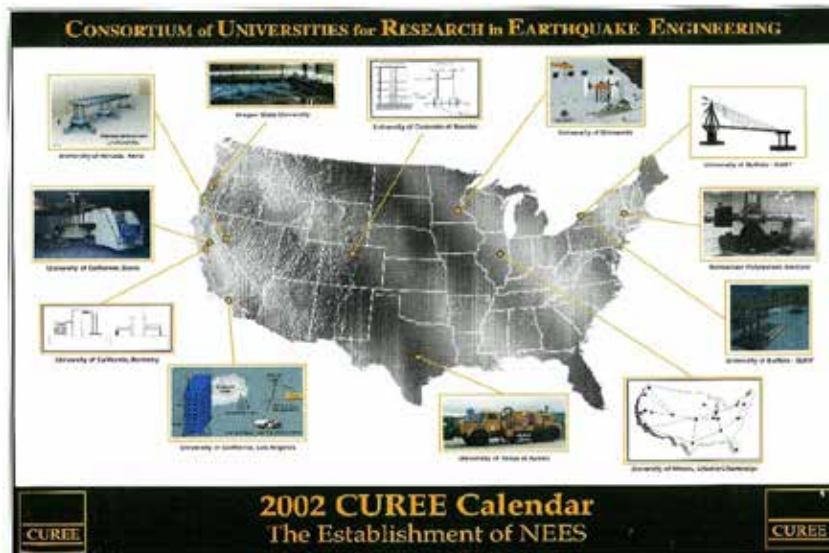 CONSORTIUM of UNIVERSITIES for RESEARCH in EARTHQUAKE ENGINEERING
Oregon State University
University of Nevada, Reno
University of Colorado at Boulder
University of Minnesota
University of Buffalo - SUNY
University of California, Davis
Rensselaer Polytechnic Institute
University of California, Berkeley
University of Buffalo - SUNY
University of California, Los Angeles
University of Texas at Austin
University of Illinois, Urbana-Champaign
2002 CUREE Calendar
The Establishment of NEES
CUREE
CUREE